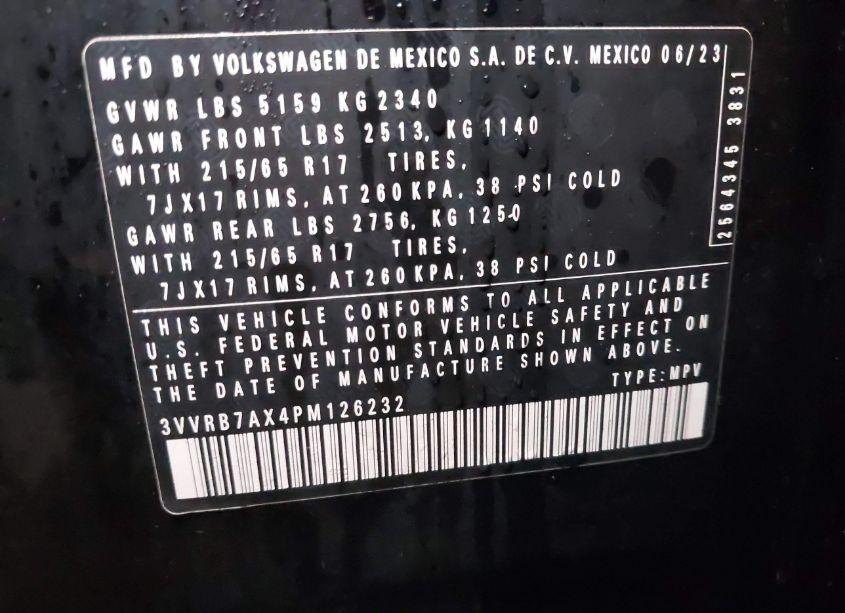 MFD BY VOLKSWAGEN DE MEXICO S.A. DE C.V. MEXICO 06/23
GVWR LBS 5159 KG 2340
GAWR FRONT LBS 2513, KG 1140
WITH 215/65 R17 TIRES,
7JX17 RIMS, AT 260 KPA, 38 PSI COLD
GAWR REAR LBS 2756, KG 1250
WITH 215/65 R17 TIRES,
7JX17 RIMS, AT 260 KPA, 38 PSI COLD
2564345 3831
THIS VEHICLE CONFORMS TO ALL APPLICABLE
U.S. FEDERAL MOTOR VEHICLE SAFETY AND
THEFT PREVENTION STANDARDS IN EFFECT ON
THE DATE OF MANUFACTURE SHOWN ABOVE.
TYPE: MPV
3VVRB7AX4PM126232